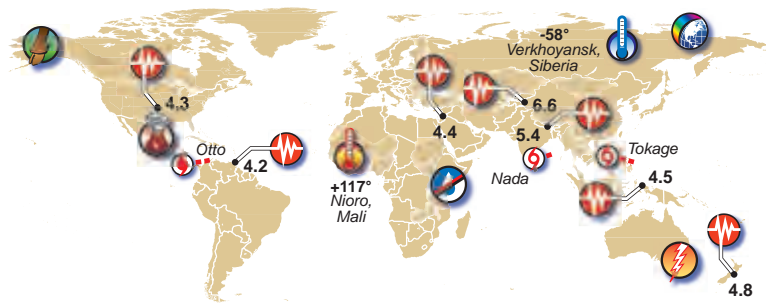 -58°
Verkhoyansk,
Siberia
4.3
6.6
4.4
5.4
Otto
4.2
Tokage
+117°
Nioro,
Mali
Nada
4.5
4.8